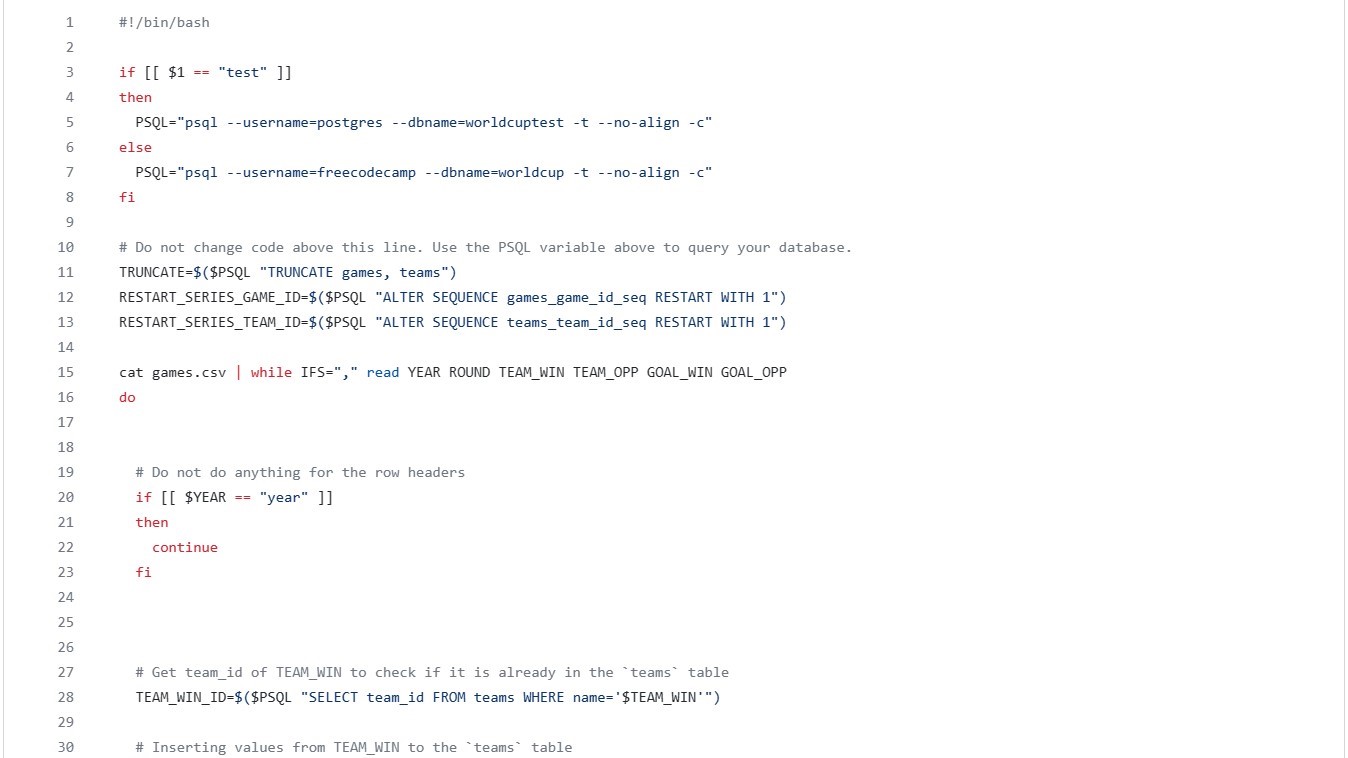 1 #!/bin/bash
2
3 if [[ $1 == "test" ]]
4 then
5   PSQL="psql --username=postgres --dbname=worldcuptest -t --no-align -c"
6 else
7   PSQL="psql --username=freecodecamp --dbname=worldcup -t --no-align -c"
8 fi
9
10 # Do not change code above this line. Use the PSQL variable above to query your database.
11 TRUNCATE=$($PSQL "TRUNCATE games, teams")
12 RESTART_SERIES_GAME_ID=$($PSQL "ALTER SEQUENCE games_game_id_seq RESTART WITH 1")
13 RESTART_SERIES_TEAM_ID=$($PSQL "ALTER SEQUENCE teams_team_id_seq RESTART WITH 1")
14
15 cat games.csv | while IFS="," read YEAR ROUND TEAM_WIN TEAM_OPP GOAL_WIN GOAL_OPP
16 do
17
18
19   # Do not do anything for the row headers
20   if [[ $YEAR == "year" ]]
21   then
22     continue
23   fi
24
25
26
27   # Get team_id of TEAM_WIN to check if it is already in the `teams` table
28   TEAM_WIN_ID=$($PSQL "SELECT team_id FROM teams WHERE name='$TEAM_WIN'")
29
30   # Inserting values from TEAM_WIN to the `teams` table